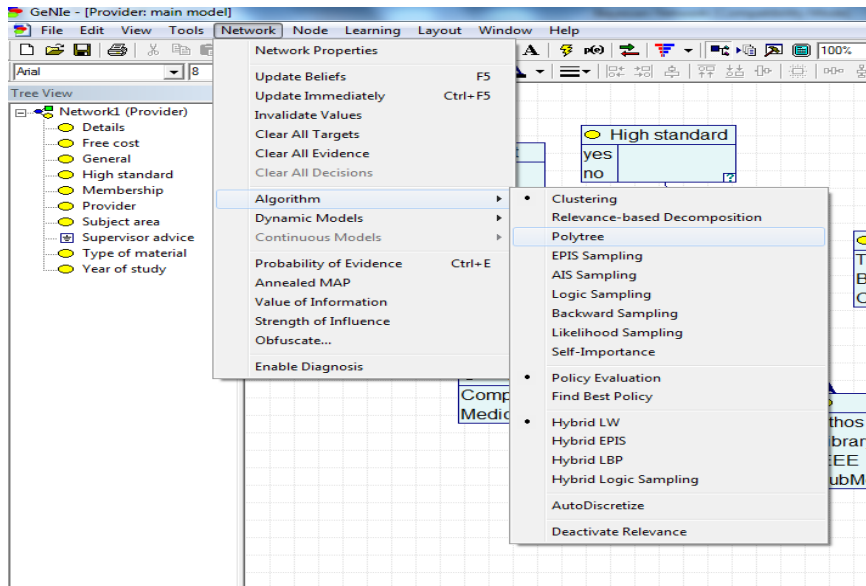 GeNIe - [Provider: main model]
File Edit View Tools Network Node Learning Layout Window Help
100%
Arial
8
Tree View
Network1 (Provider)
Details
Free cost
General
High standard
Membership
Provider
Subject area
Supervisor advice
Type of material
Year of study
Network Properties
Update Beliefs F5
Update Immediately Ctrl+F5
Invalidate Values
Clear All Targets
Clear All Evidence
Clear All Decisions
Algorithm
Dynamic Models
Continuous Models
Probability of Evidence Ctrl+E
Annealed MAP
Value of Information
Strength of Influence
Obfuscate...
Enable Diagnosis
Clustering
Relevance-based Decomposition
Polytree
EPIS Sampling
AIS Sampling
Logic Sampling
Backward Sampling
Likelihood Sampling
Self-Importance
Policy Evaluation
Find Best Policy
Hybrid LW
Hybrid EPIS
Hybrid LBP
Hybrid Logic Sampling
AutoDiscretize
Deactivate Relevance
High standard
yes
no
Comp
Medic